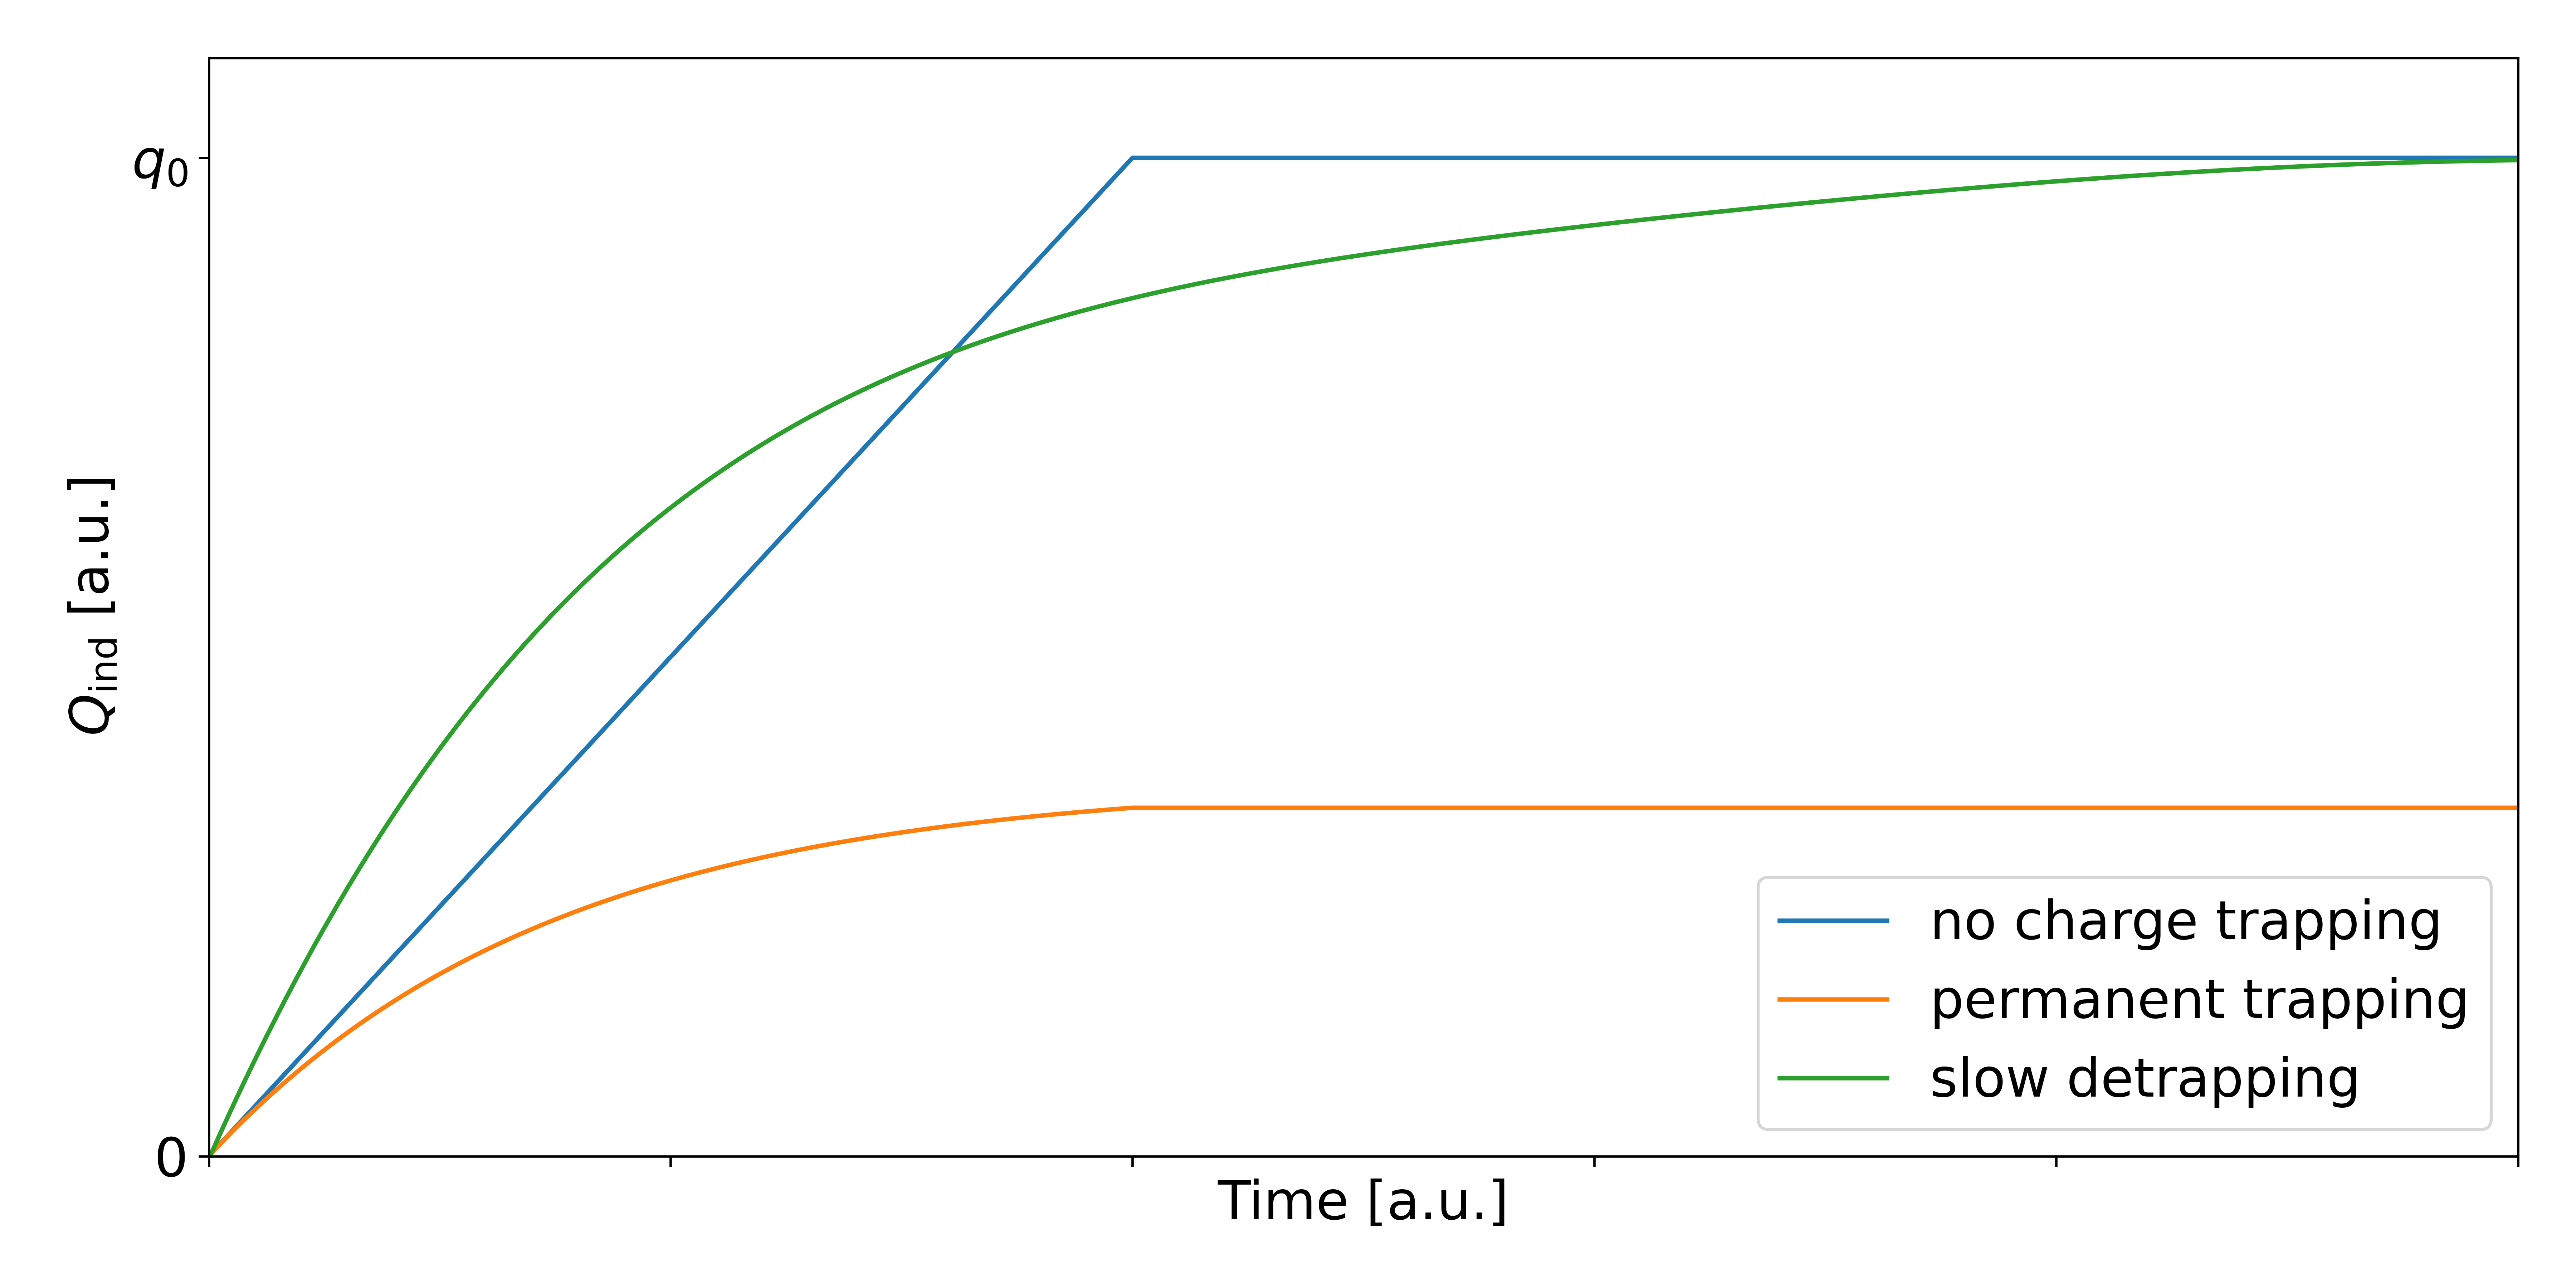 q₀
Q_ind [a.u.]
0
no charge trapping
permanent trapping
slow detrapping
Time [a.u.]